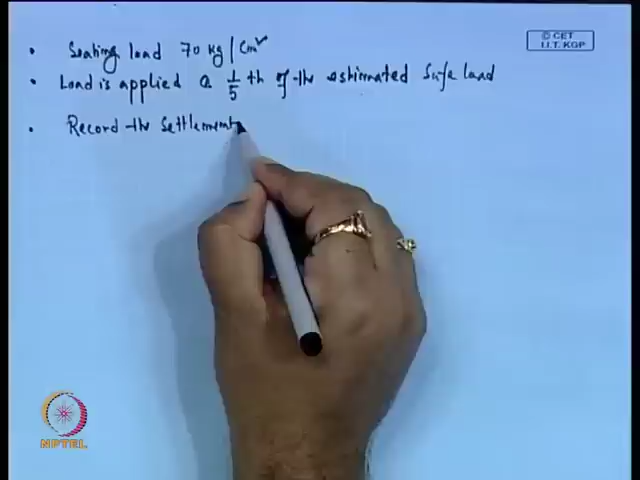 • Seating load 70 kg/cm²
© CET
I.I.T. KGP
• Load is applied @ 1/5 th of the estimated safe load
• Record the settlement
NPTEL